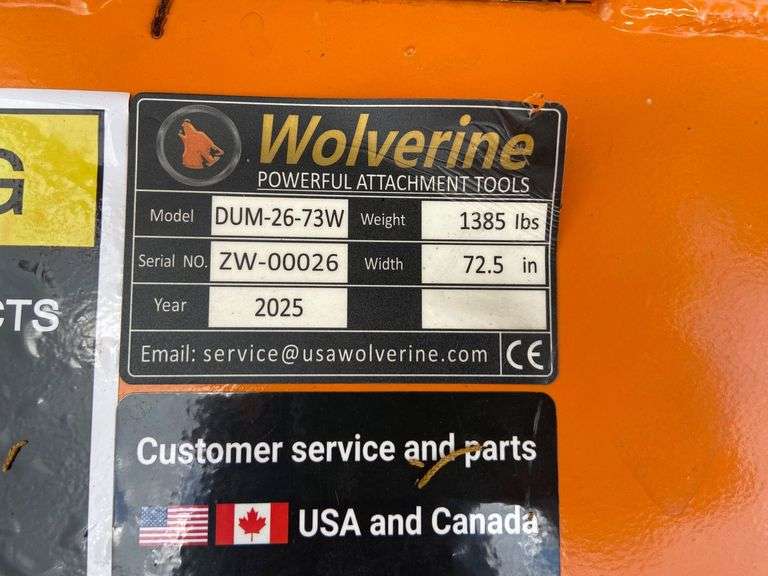 G
CTS
Wolverine
POWERFUL ATTACHMENT TOOLS
Model DUM-26-73W Weight 1385 lbs
Serial NO. ZW-00026 Width 72.5 in
Year 2025
Email: service@usawolverine.com CE
Customer service and parts
USA and Canada